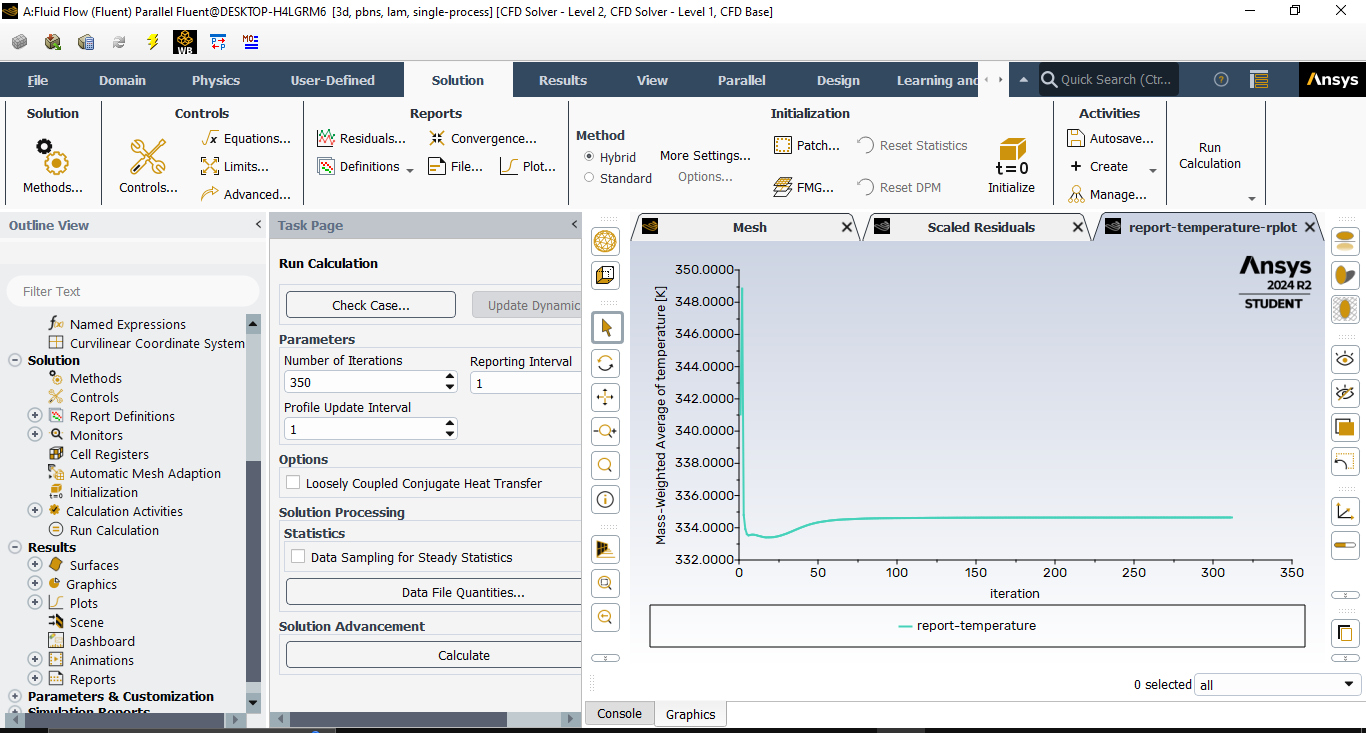 A:Fluid Flow (Fluent) Parallel Fluent@DESKTOP-H4LGRM6 [3d, pbns, lam, single-process] [CFD Solver - Level 2, CFD Solver - Level 1, CFD Base]
WB
File Domain Physics User-Defined Solution Results View Parallel Design Learning and Quick Search (Ctr... Ansys
Solution Controls Reports Initialization Activities
Methods...
Controls...
Equations...
Limits...
Advanced...
Residuals... Convergence...
Definitions File... Plot...
Method
Hybrid
Standard
More Settings...
Options...
Patch... Reset Statistics
FMG... Reset DPM
t=0
Initialize
Autosave...
Create
Manage...
Run
Calculation
Outline View
Filter Text
Named Expressions
Curvilinear Coordinate System
Solution
Methods
Controls
Report Definitions
Monitors
Cell Registers
Automatic Mesh Adaption
Initialization
Calculation Activities
Run Calculation
Results
Surfaces
Graphics
Plots
Scene
Dashboard
Animations
Reports
Parameters & Customization
Simulation Reports
Task Page
Run Calculation
Check Case... Update Dynamic
Parameters
Number of Iterations Reporting Interval
350 1
Profile Update Interval
1
Options
Loosely Coupled Conjugate Heat Transfer
Solution Processing
Statistics
Data Sampling for Steady Statistics
Data File Quantities...
Solution Advancement
Calculate
Mesh Scaled Residuals report-temperature-rplot
Ansys
2024 R2
STUDENT
Mass-Weighted Average of temperature [K]
350.0000
348.0000
346.0000
344.0000
342.0000
340.0000
338.0000
336.0000
334.0000
332.0000
0 50 100 150 200 250 300 350
iteration
report-temperature
0 selected all
Console Graphics